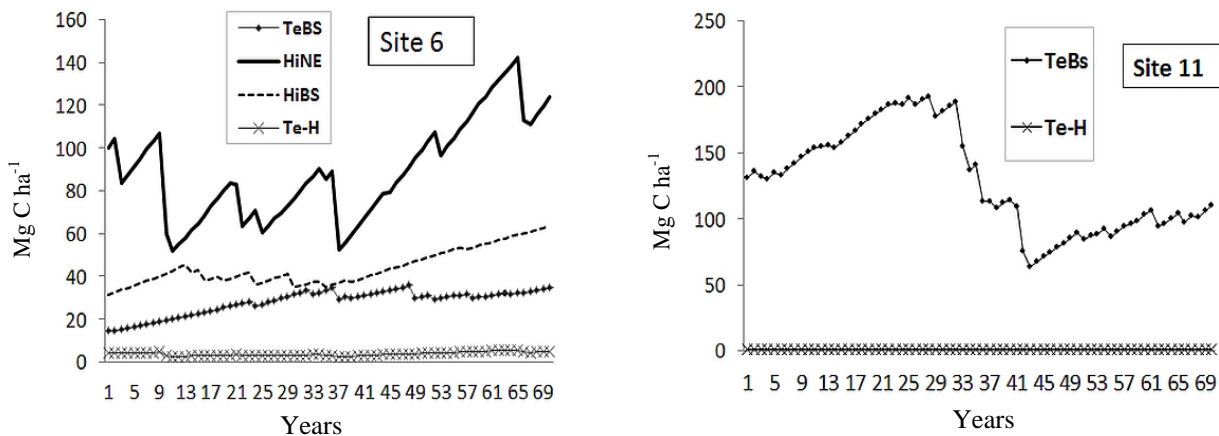 160
140
120
100
80
60
40
20
0
Mg C ha-1
TeBS
HiNE
HiBS
Te-H
Site 6
1 5 9 13 17 21 25 29 33 37 41 45 49 53 57 61 65 69
Years
250
200
150
100
50
0
Mg C ha-1
TeBs
Te-H
Site 11
1 5 9 13 17 21 25 29 33 37 41 45 49 53 57 61 65 69
Years